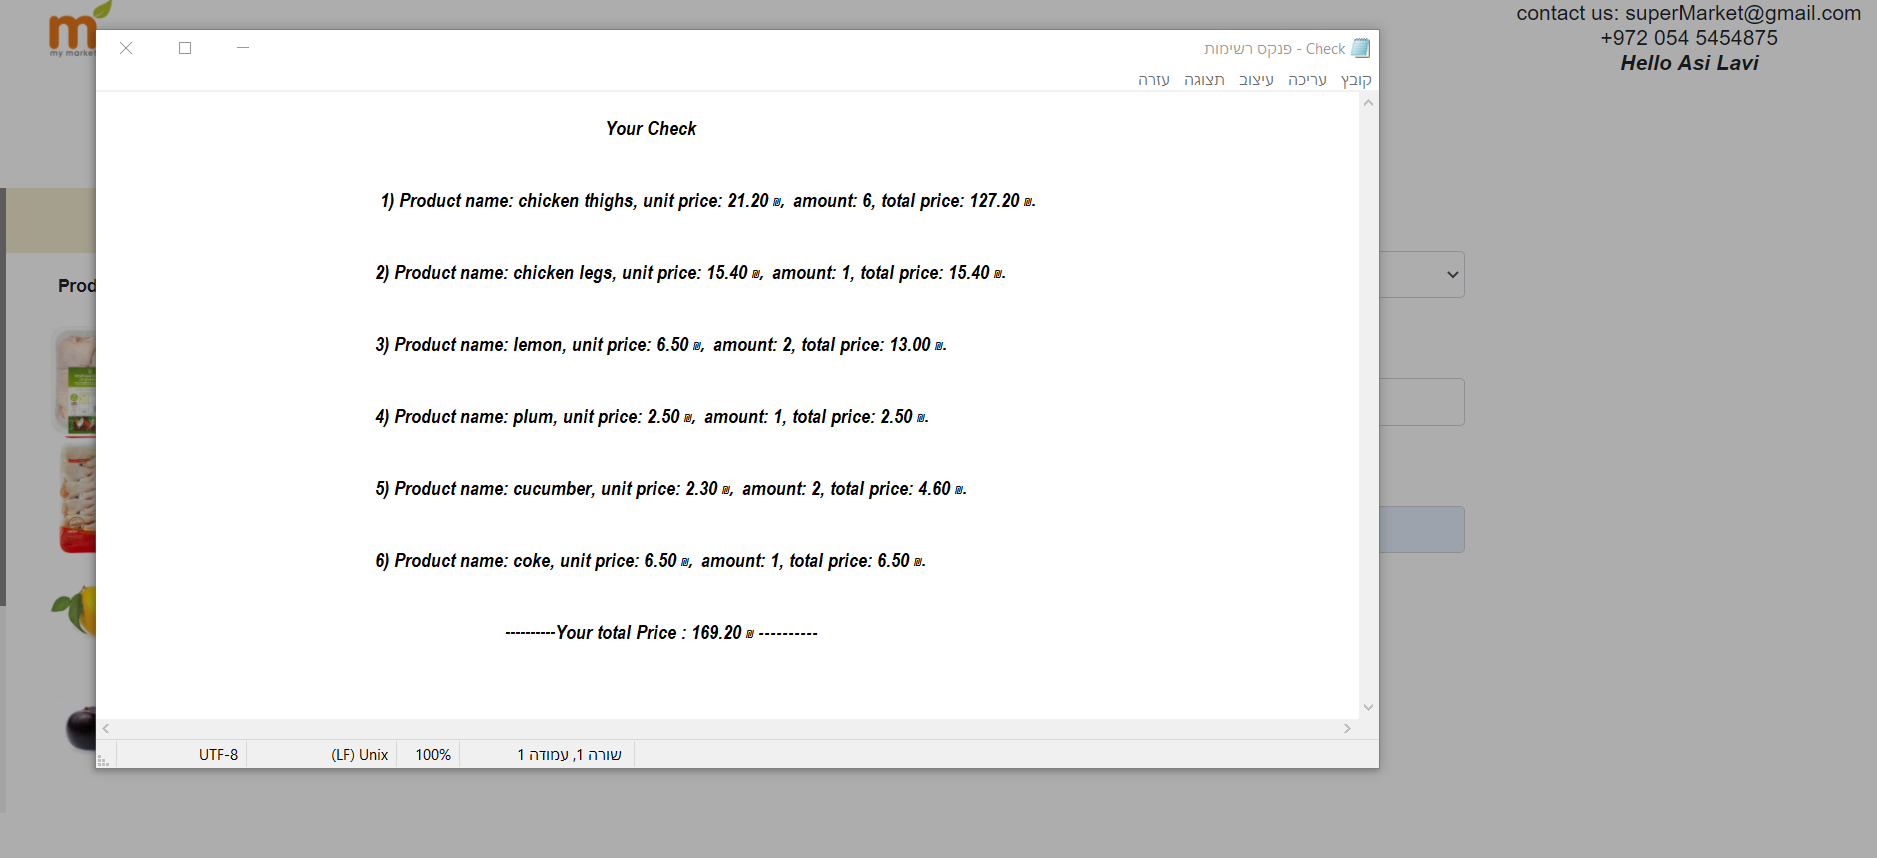 m
my market
contact us: superMarket@gmail.com
+972 054 5454875
Hello Asi Lavi
Check - פנקס רשימות
קובץ עריכה עיצוב תצוגה עזרה
Your Check
1) Product name: chicken thighs, unit price: 21.20 ₪, amount: 6, total price: 127.20 ₪.
2) Product name: chicken legs, unit price: 15.40 ₪, amount: 1, total price: 15.40 ₪.
3) Product name: lemon, unit price: 6.50 ₪, amount: 2, total price: 13.00 ₪.
4) Product name: plum, unit price: 2.50 ₪, amount: 1, total price: 2.50 ₪.
5) Product name: cucumber, unit price: 2.30 ₪, amount: 2, total price: 4.60 ₪.
6) Product name: coke, unit price: 6.50 ₪, amount: 1, total price: 6.50 ₪.
----------Your total Price : 169.20 ₪ ----------
Prod
שורה 1, עמודה 1
100%
(LF) Unix
UTF-8